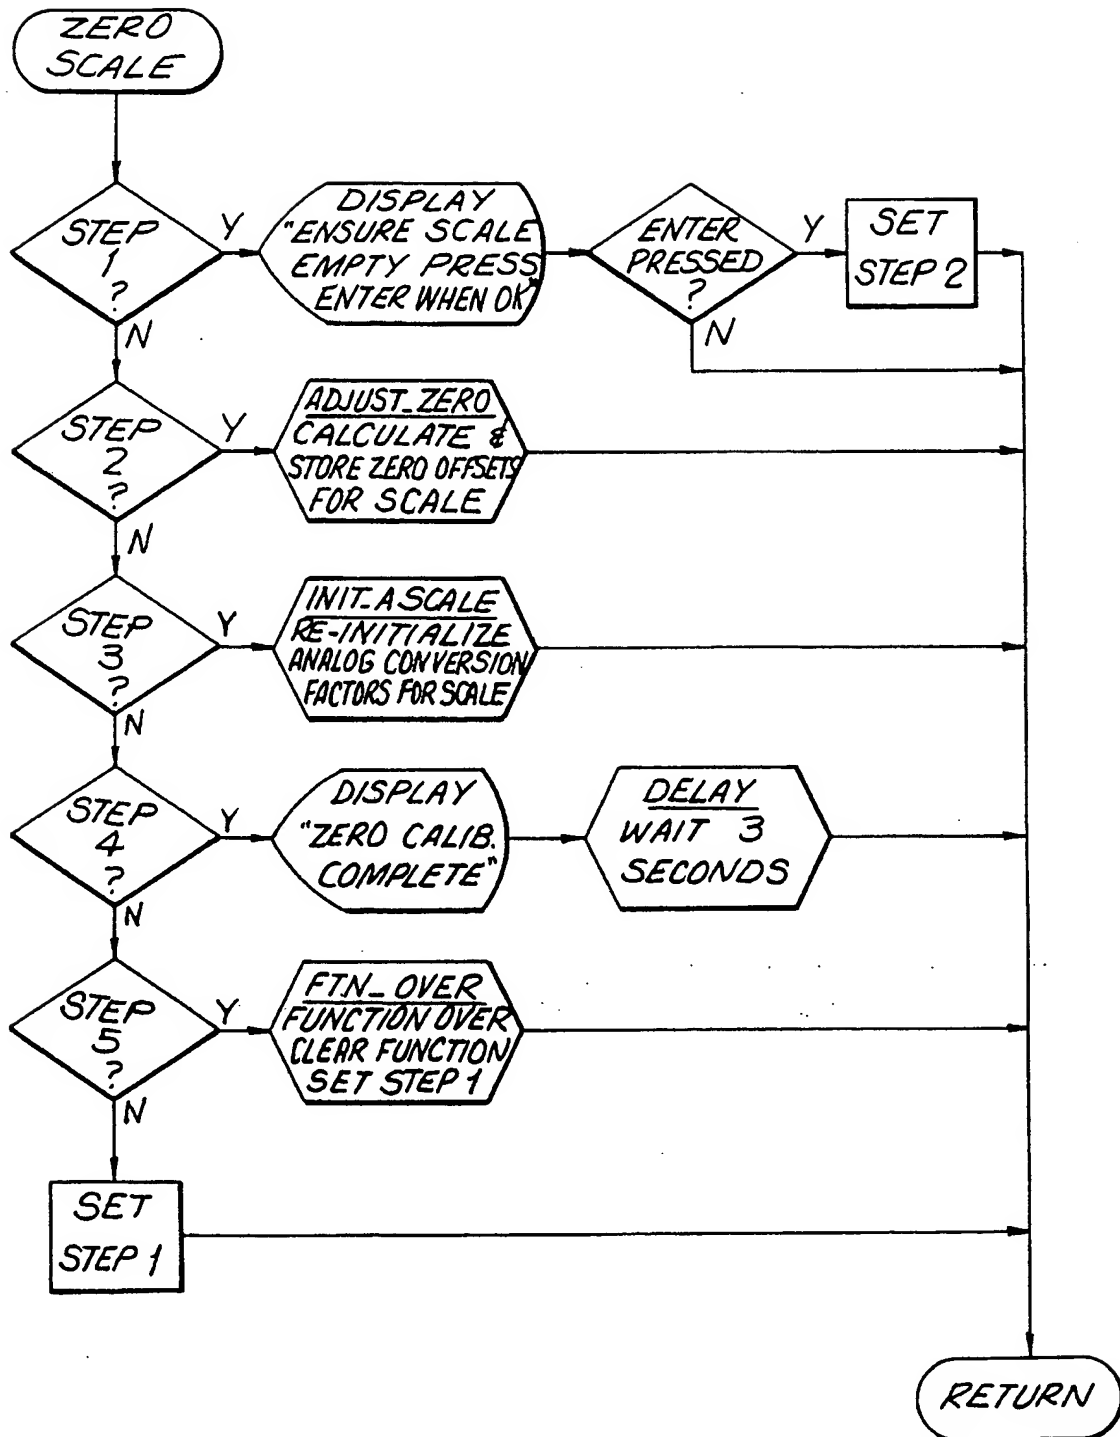 ZERO
SCALE
STEP
1
?
Y
N
DISPLAY
"ENSURE SCALE
EMPTY PRESS
ENTER WHEN OK"
ENTER
PRESSED
?
Y
N
SET
STEP 2
STEP
2
?
Y
N
ADJUST_ZERO
CALCULATE &
STORE ZERO OFFSETS
FOR SCALE
STEP
3
?
Y
N
INIT_ASCALE
RE-INITIALIZE
ANALOG CONVERSION
FACTORS FOR SCALE
STEP
4
?
Y
N
DISPLAY
"ZERO CALIB.
COMPLETE"
DELAY
WAIT 3
SECONDS
STEP
5
?
Y
N
FTN_OVER
FUNCTION OVER
CLEAR FUNCTION
SET STEP 1
SET
STEP 1
RETURN